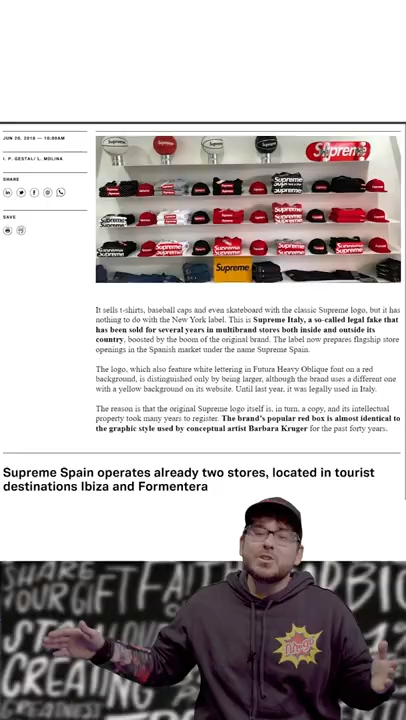 JUN 20, 2018 — 10:00AM
I. P. GESTAL/ L. MOLINA
SHARE
SAVE
Supreme
It sells t-shirts, baseball caps and even skateboard with the classic Supreme logo, but it has
nothing to do with the New York label. This is Supreme Italy, a so-called legal fake that
has been sold for several years in multibrand stores both inside and outside its
country, boosted by the boom of the original brand. The label now prepares flagship store
openings in the Spanish market under the name Supreme Spain.
The logo, which also feature white lettering in Futura Heavy Oblique font on a red
background, is distinguished only by being larger, although the brand uses a different one
with a yellow background on its website. Until last year, it was legally used in Italy.
The reason is that the original Supreme logo itself is, in turn, a copy, and its intellectual
property took many years to register. The brand's popular red box is almost identical to
the graphic style used by conceptual artist Barbara Kruger for the past forty years.
Supreme Spain operates already two stores, located in tourist
destinations Ibiza and Formentera
SHARE
YOUR GIFT
FAITH
CREATING
GREATNESS